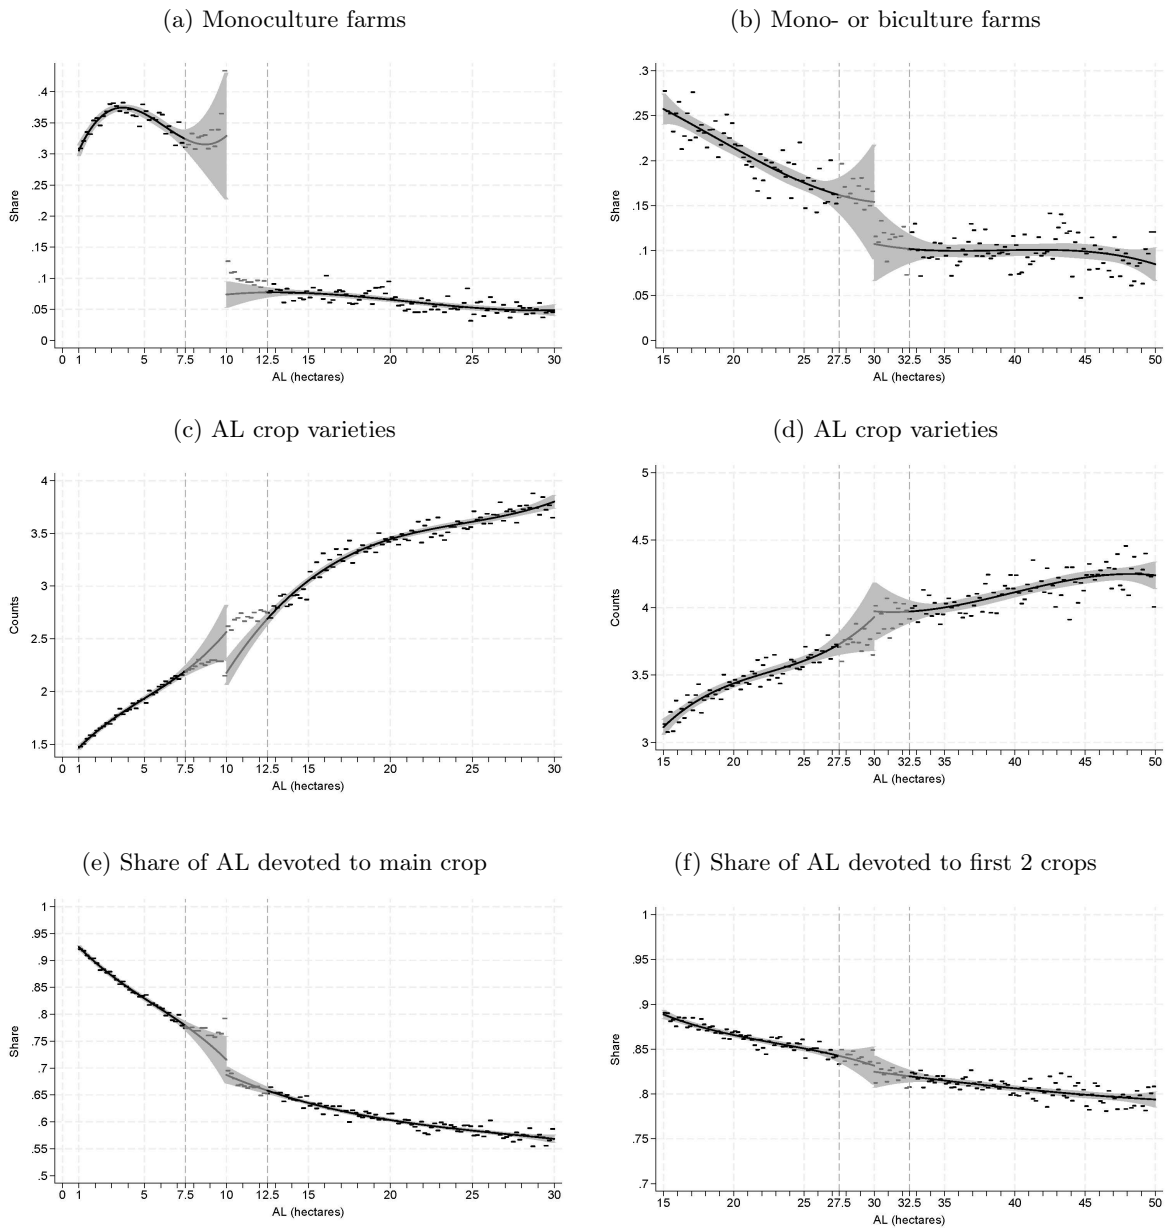 (a) Monoculture farms
.4
.35
.3
.25
.2
.15
.1
.05
0
Share
0 1 5 7.5 10 12.5 20 30
AL (hectares)
(b) Mono- or biculture farms
.3
.25
.2
.15
.1
.05
0
Share
15 20 25 27.5 30 32.5 35 40 45 50
AL (hectares)
(c) AL crop varieties
4
3.5
3
2.5
2
1.5
Counts
0 1 5 7.5 10 12.5 15 20 30
AL (hectares)
(d) AL crop varieties
5
4.5
4
3.5
3
Counts
15 20 25 27.5 30 32.5 35 40 45 50
AL (hectares)
(e) Share of AL devoted to main crop
1
.95
.9
.85
.8
.75
.7
.65
.6
.55
.5
Share
0 1 5 7.5 10 12.5 20 30
AL (hectares)
(f) Share of AL devoted to first 2 crops
1
.95
.9
.85
.8
.75
.7
Share
15 20 25 27.5 30 32.5 35 40 45 50
AL (hectares)